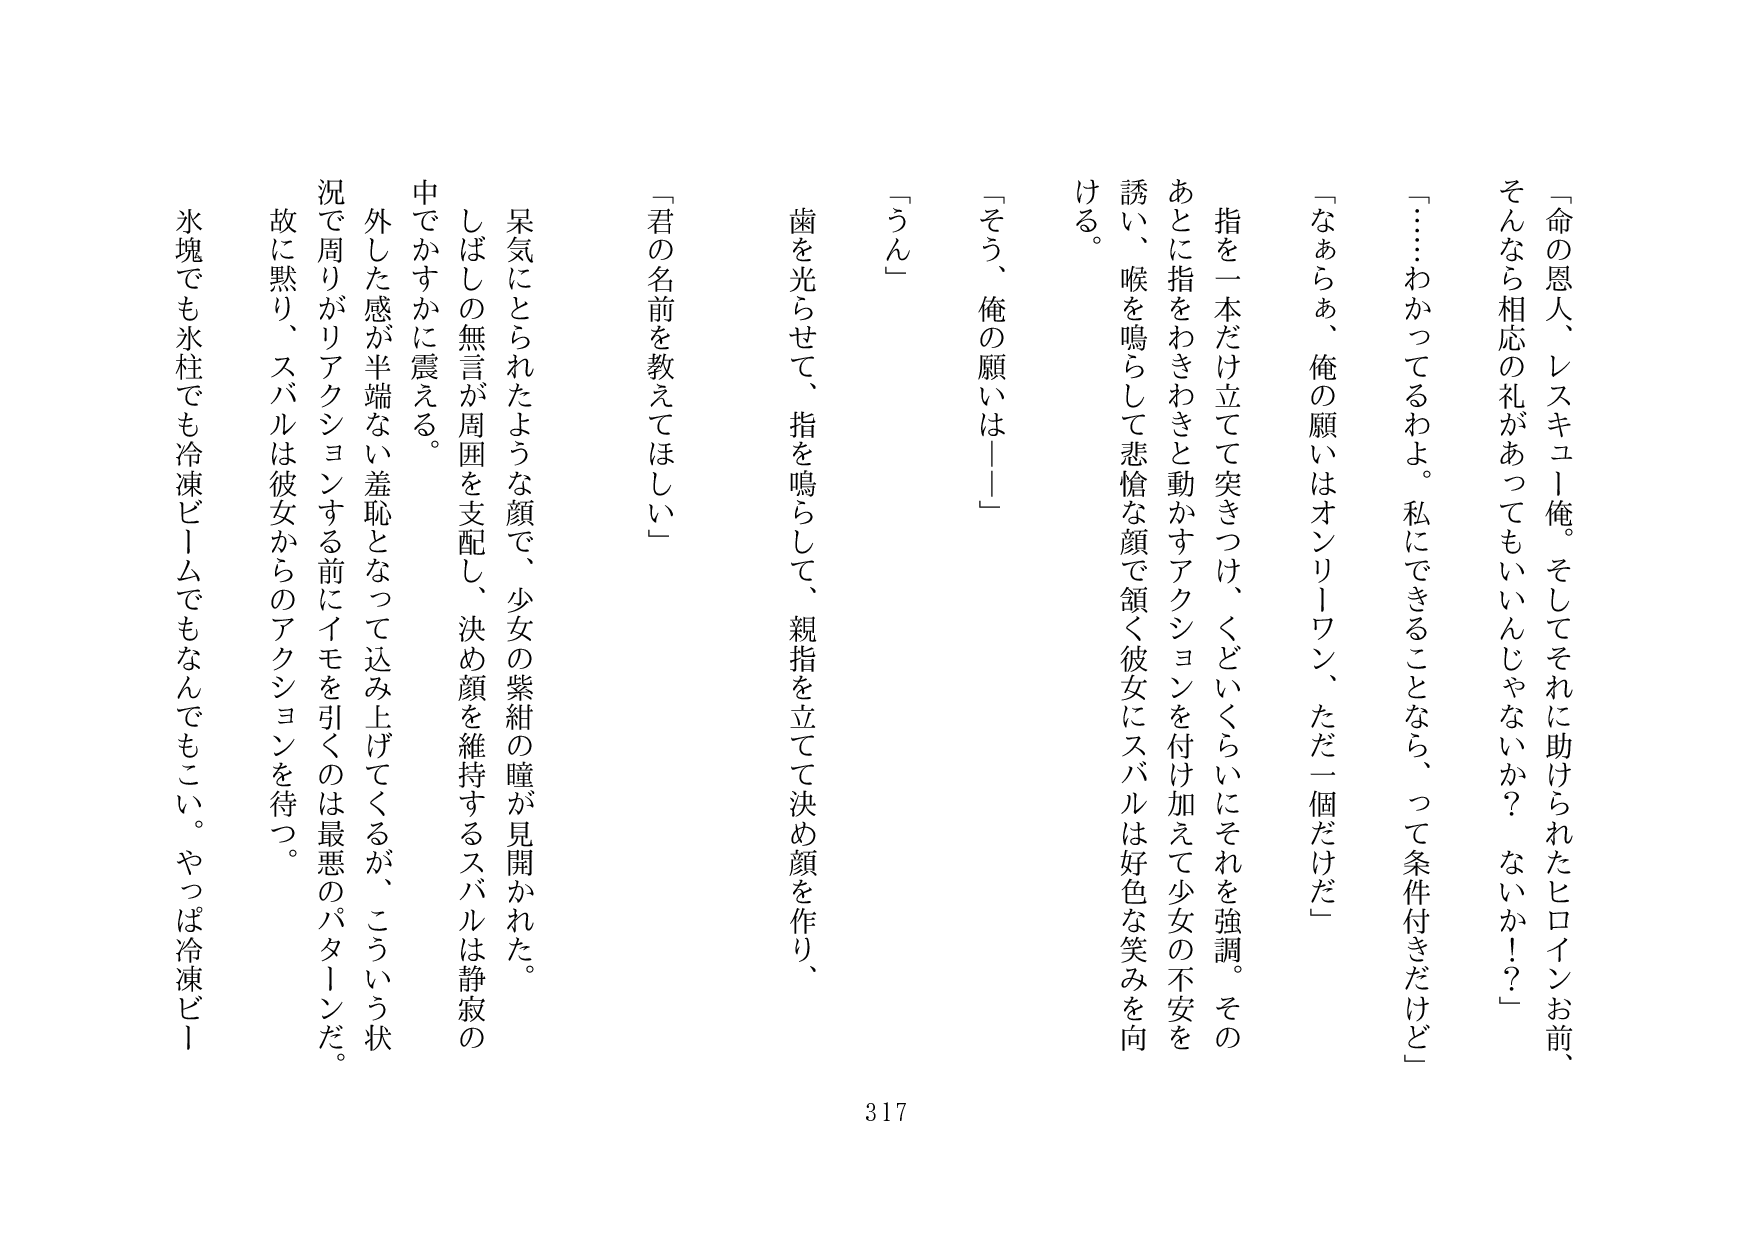 「命の恩人、レスキュー俺。そしてそれに助けられたヒロインお前、
そんなら相応の礼があってもいいんじゃないか？　ないか！？」
「……わかってるわよ。私にできることなら、って条件付きだけど」
「なぁらぁ、俺の願いはオンリーワン、ただ一個だけだ」
　指を一本だけ立てて突きつけ、くどいくらいにそれを強調。その
あとに指をわきわきと動かすアクションを付け加えて少女の不安を
誘い、喉を鳴らして悲愴な顔で頷く彼女にスバルは好色な笑みを向
ける。
「そう、俺の願いは――」
「うん」
　歯を光らせて、指を鳴らして、親指を立てて決め顔を作り、
「君の名前を教えてほしい」
　呆気にとられたような顔で、少女の紫紺の瞳が見開かれた。
　しばしの無言が周囲を支配し、決め顔を維持するスバルは静寂の
中でかすかに震える。
　外した感が半端ない羞恥となって込み上げてくるが、こういう状
況で周りがリアクションする前にイモを引くのは最悪のパターンだ。
　故に黙り、スバルは彼女からのアクションを待つ。
　氷塊でも氷柱でも冷凍ビームでもなんでもこい。やっぱ冷凍ビー
317